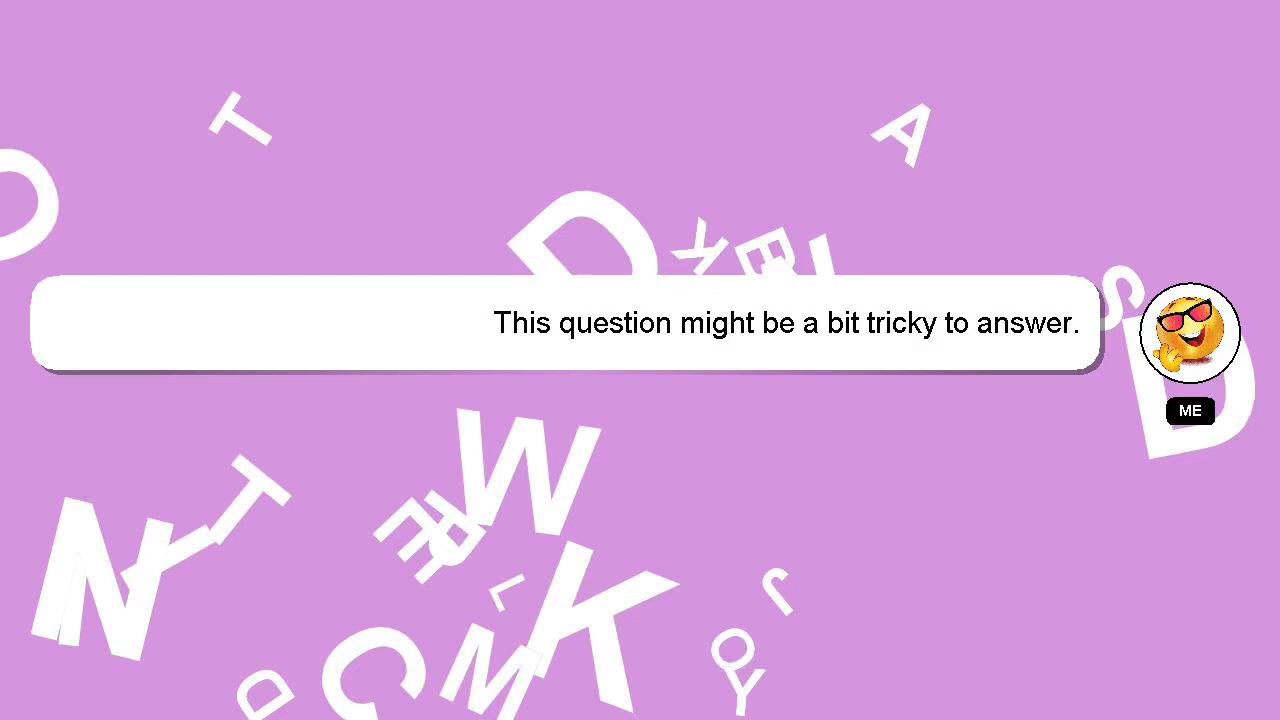 This question might be a bit tricky to answer.
ME
T
A
O
D
K
E
S
D
W
T
N
E
R
L
K
J
M
C
O
Y
D